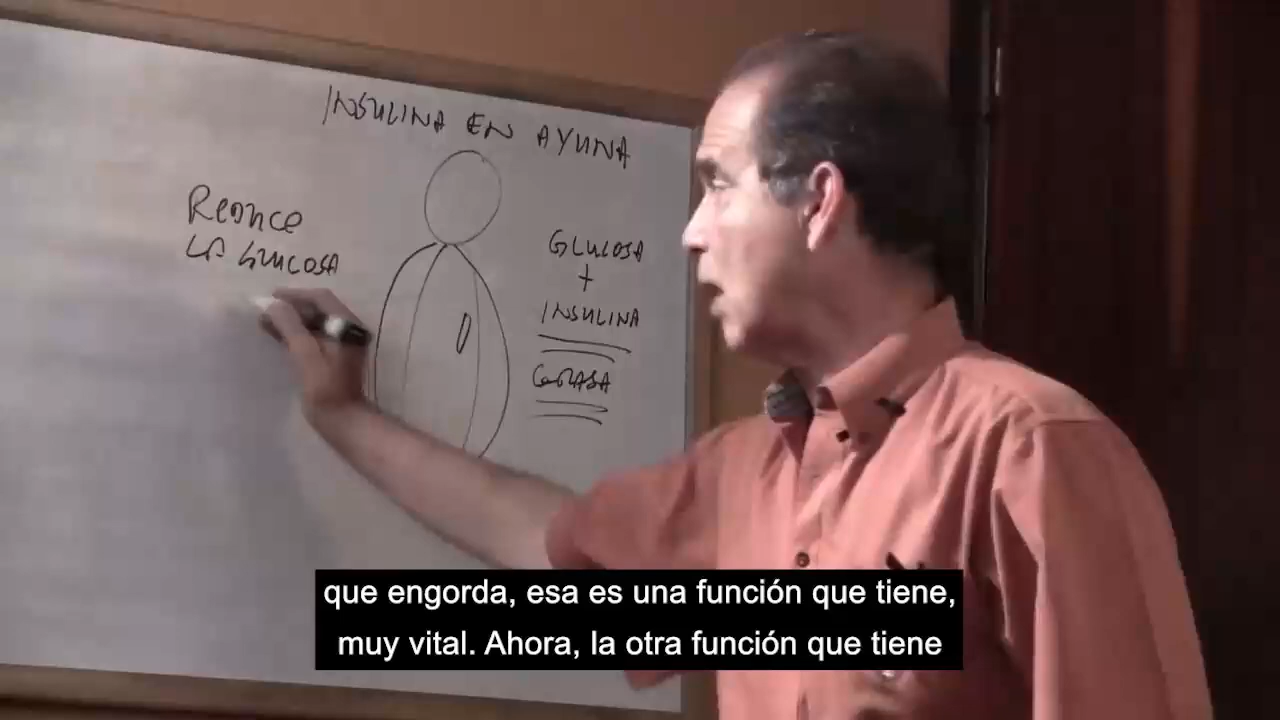 INSULINA EN AYUNA
Reduce
LA GLUCOSA
GLUCOSA
+
INSULINA
GRASA
que engorda, esa es una función que tiene,
muy vital. Ahora, la otra función que tiene